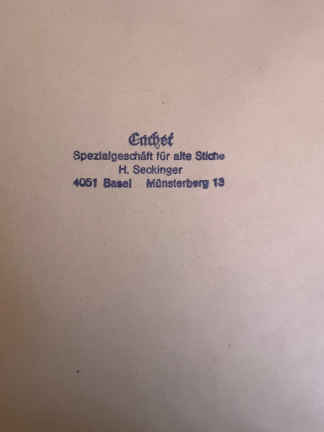 Cachet
Spezialgeschäft für alte Stiche
H. Seckinger
4051 Basel Münsterberg 13